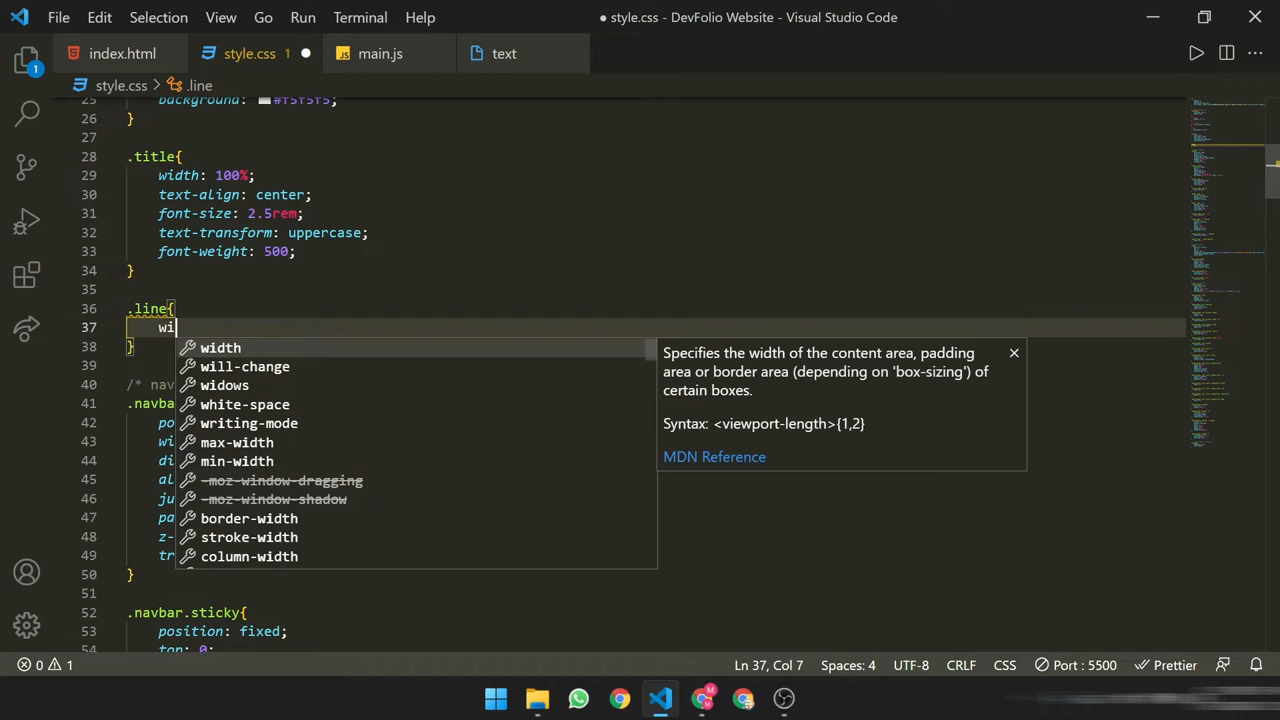 File Edit Selection View Go Run Terminal Help
● style.css - DevFolio Website - Visual Studio Code
index.html
style.css 1 ●
JS main.js
text
style.css > .line
1
25 background: #f5f5f5;
26 }
27
28 .title{
29 width: 100%;
30 text-align: center;
31 font-size: 2.5rem;
32 text-transform: uppercase;
33 font-weight: 500;
34 }
35
36 .line{
37 wi
38 }
39
40 /* nav
41 .navba
42 po
43 wi
44 di
45 al
46 ju
47 pa
48 z-
49 tr
50 }
51
52 .navbar.sticky{
53 position: fixed;
54 top: 0;
width
will-change
widows
white-space
writing-mode
max-width
min-width
-moz-window-dragging
-moz-window-shadow
border-width
stroke-width
column-width
Specifies the width of the content area, padding
area or border area (depending on 'box-sizing') of
certain boxes.
Syntax: <viewport-length>{1,2}
MDN Reference
0 1
Ln 37, Col 7 Spaces: 4 UTF-8 CRLF CSS Port : 5500 Prettier
M